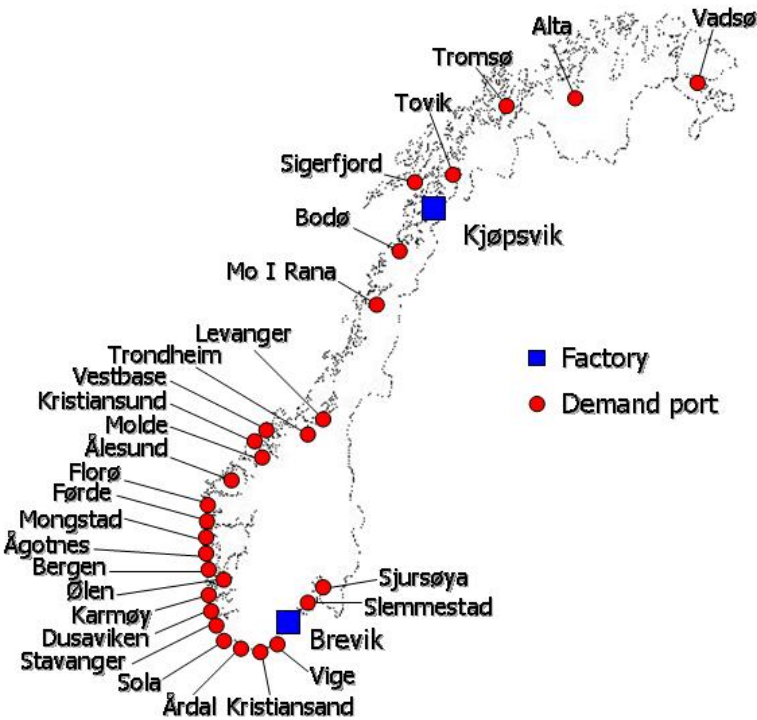 Vadsø
Alta
Tromsø
Tovik
Sigerfjord
Kjøpsvik
Bodø
Mo I Rana
Levanger
Trondheim
Vestbase
Kristiansund
Molde
Ålesund
Florø
Førde
Mongstad
Ågotnes
Bergen
Ølen
Karmøy
Dusaviken
Stavanger
Sola
Årdal Kristiansand
Vige
Brevik
Slemmestad
Sjursøya
Factory
Demand port